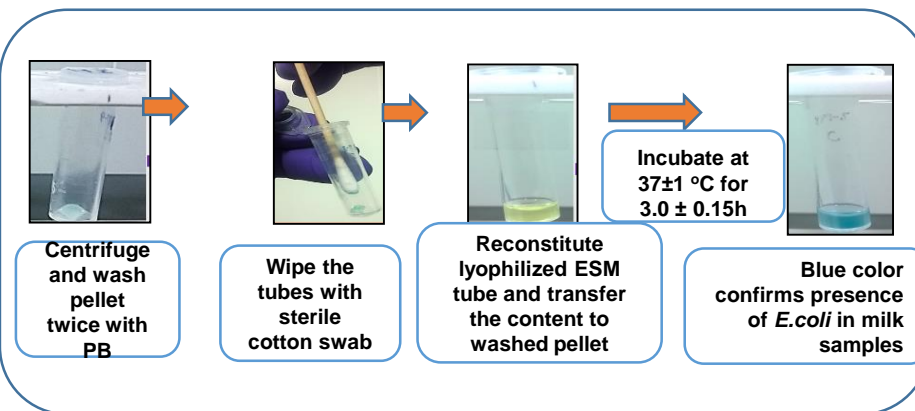 Centrifuge
and wash
pellet
twice with
PB
Wipe the
tubes with
sterile
cotton swab
Reconstitute
lyophilized ESM
tube and transfer
the content to
washed pellet
Incubate at
37±1 ºC for
3.0 ± 0.15h
Blue color
confirms presence
of E.coli in milk
samples